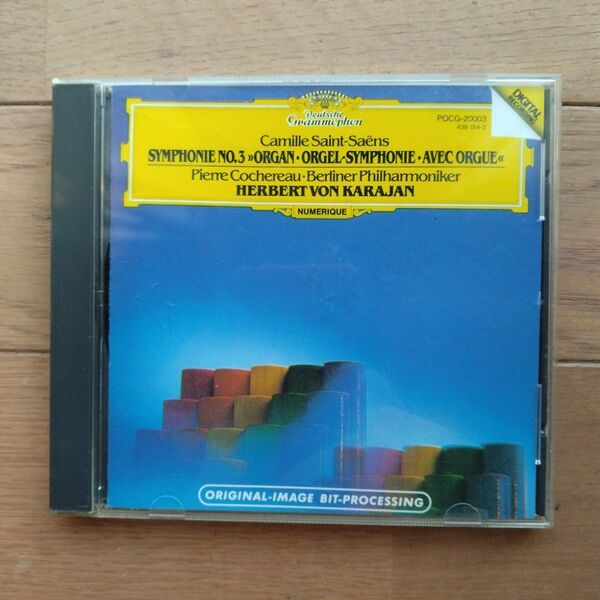 Deutsche
Grammophon
POCG-20003
439 014-2
DIGITAL
RECORDING
Camille Saint-Saëns
SYMPHONIE NO.3 »ORGAN · ORGEL-SYMPHONIE · AVEC ORGUE«
Pierre Cochereau · Berliner Philharmoniker
HERBERT VON KARAJAN
NUMERIQUE
ORIGINAL-IMAGE BIT-PROCESSING